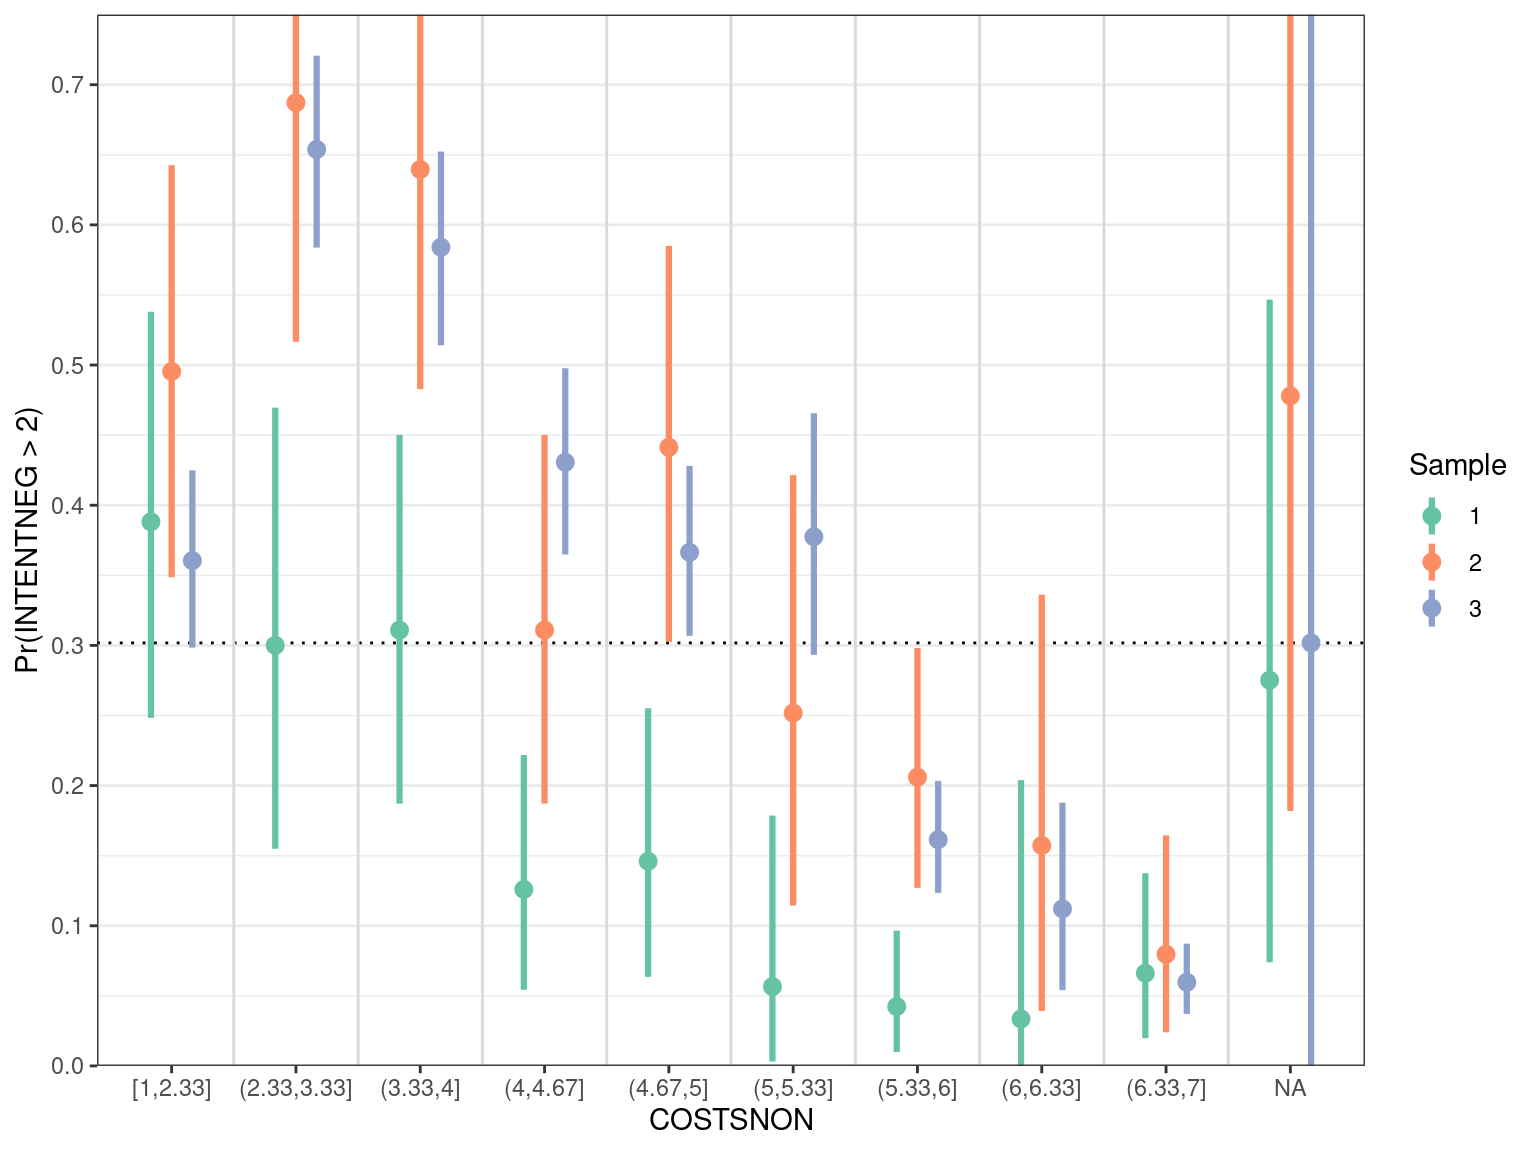 0.7
0.6
0.5
0.4
0.3
0.2
0.1
0.0
Pr(INTENTNEG > 2)
[1,2.33] (2.33,3.33] (3.33,4] (4,4.67] (4.67,5] (5,5.33] (5.33,6] (6,6.33] (6.33,7] NA
COSTSNON
Sample
1
2
3